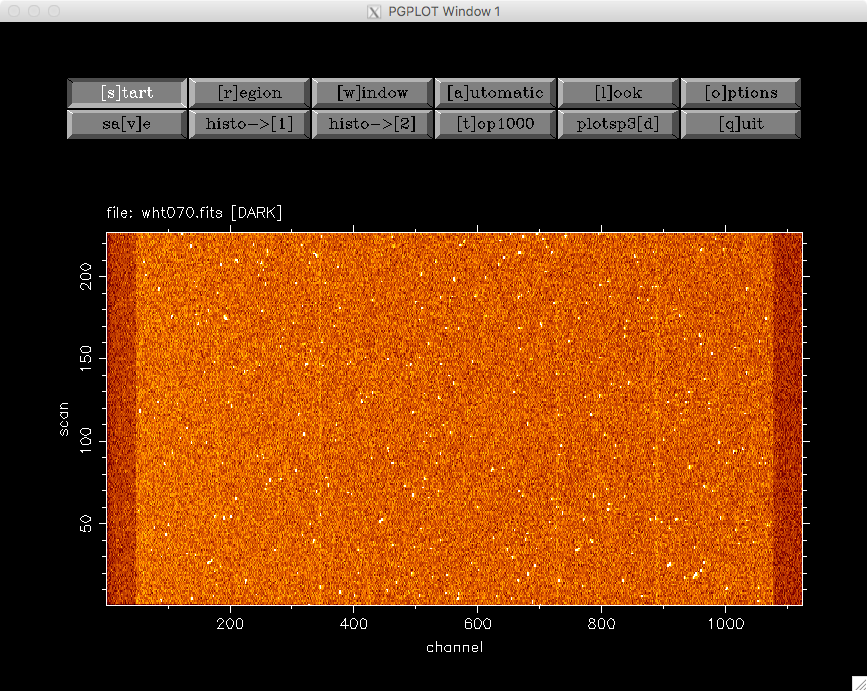 PGPLOT Window 1
[s]tart [r]egion [w]indow [a]utomatic [l]ook [o]ptions
sa[v]e histo->[1] histo->[2] [t]op1000 plotsp3[d] [q]uit
file: wht070.fits [DARK]
200
150
100
50
scan
200 400 600 800 1000
channel